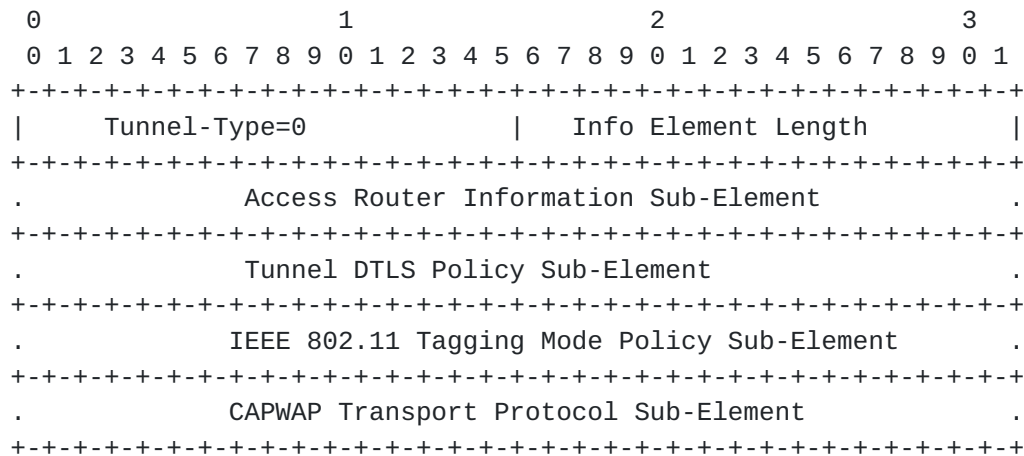 0                   1                   2                   3
 0 1 2 3 4 5 6 7 8 9 0 1 2 3 4 5 6 7 8 9 0 1 2 3 4 5 6 7 8 9 0 1
+-+-+-+-+-+-+-+-+-+-+-+-+-+-+-+-+-+-+-+-+-+-+-+-+-+-+-+-+-+-+-+-+
|     Tunnel-Type=0             |   Info Element Length         |
+-+-+-+-+-+-+-+-+-+-+-+-+-+-+-+-+-+-+-+-+-+-+-+-+-+-+-+-+-+-+-+-+
.              Access Router Information Sub-Element            .
+-+-+-+-+-+-+-+-+-+-+-+-+-+-+-+-+-+-+-+-+-+-+-+-+-+-+-+-+-+-+-+-+
.              Tunnel DTLS Policy Sub-Element                   .
+-+-+-+-+-+-+-+-+-+-+-+-+-+-+-+-+-+-+-+-+-+-+-+-+-+-+-+-+-+-+-+-+
.             IEEE 802.11 Tagging Mode Policy Sub-Element       .
+-+-+-+-+-+-+-+-+-+-+-+-+-+-+-+-+-+-+-+-+-+-+-+-+-+-+-+-+-+-+-+-+
.             CAPWAP Transport Protocol Sub-Element             .
+-+-+-+-+-+-+-+-+-+-+-+-+-+-+-+-+-+-+-+-+-+-+-+-+-+-+-+-+-+-+-+-+